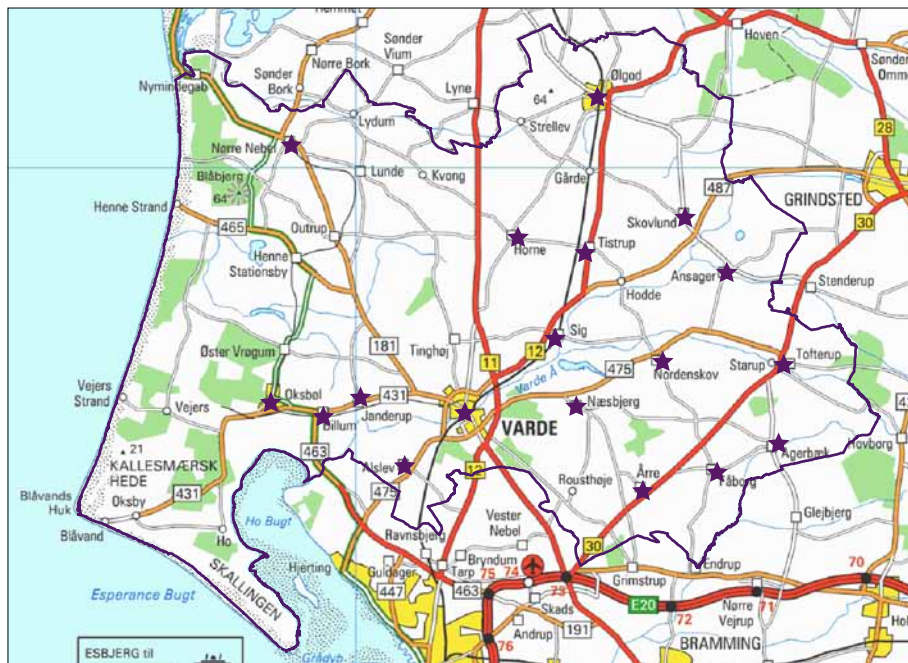 Hemmet
Hoven
Sønder
Vium
Nørre Bork
Sønder
Omme
Nymindegab
Sønder
Bork
Ølgod
Lyne
64
28
Lydum
Strellev
Nørre Nebel
Blåbjerg
64
Lunde
Kvong
Gårde
487
GRINDSTED
Henne Strand
465
Outrup
Skovlund
30
Horne
Tistrup
Henne
Stationsby
Ansager
Stenderup
Hodde
Sig
Øster Vrøgum
181
Tinghøj
11
12
475
Tofterup
Starup
Varde Å
Nordenskov
Vejers
Strand
Vejers
Oksbøl
431
Janderup
Billum
Næsbjerg
VARDE
21
KALLESMÆRSK
HEDE
463
Alslev
12
Agerbæk
Hovborg
Rousthøje
Årre
Fåborg
475
Blåvands
Huk
431
Oksby
Ho Bugt
Vester
Nebel
Glejbjerg
Blåvand
Ho
Ravnsbjerg
30
Hjerting
Bryndum
Endrup
70
SKALLINGEN
Guldager
Tarp
75
74
Grimstrup
447
463
73
Esperance Bugt
Skads
E20
72
Nørre
Vejrup
71
Andrup
191
BRAMMING
76
ESBJERG til
Grådyb